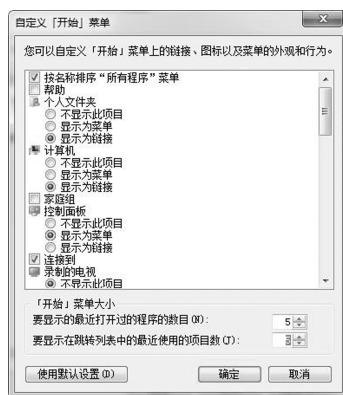 自定义「开始」菜单
您可以自定义「开始」菜单上的链接、图标以及菜单的外观和行为。
按名称排序“所有程序”菜单
帮助
个人文件夹
不显示此项目
显示为菜单
显示为链接
计算机
不显示此项目
显示为菜单
显示为链接
家庭组
控制面板
不显示此项目
显示为菜单
显示为链接
连接到
录制的电视
不显示此项目
「开始」菜单大小
要显示的最近打开过的程序的数目(N): 5
要显示在跳转列表中的最近使用的项目数(J):
使用默认设置(D) 确定 取消